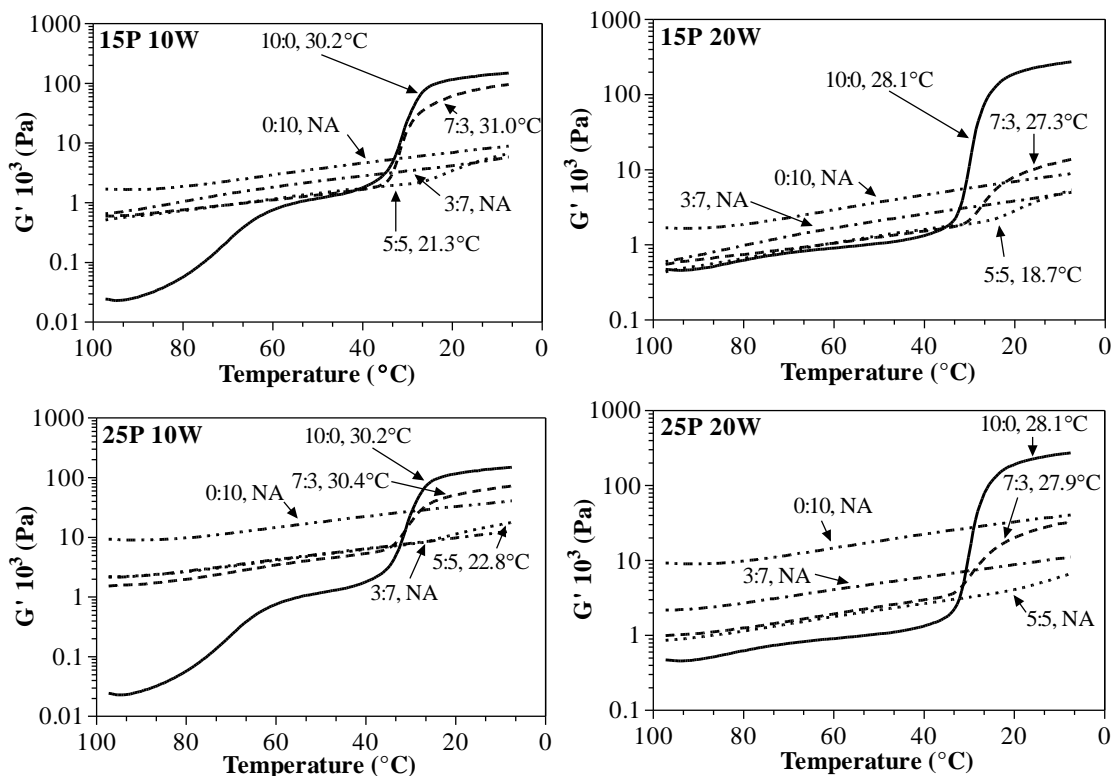 15P 10W
1000
100
10
1
0.1
0.01
G' 10³ (Pa)
10:0, 30.2°C
7:3, 31.0°C
0:10, NA
3:7, NA
5:5, 21.3°C
100 80 60 40 20 0
Temperature (°C)
15P 20W
1000
100
10
1
0.1
G' 10³ (Pa)
10:0, 28.1°C
7:3, 27.3°C
0:10, NA
3:7, NA
5:5, 18.7°C
100 80 60 40 20 0
Temperature (°C)
25P 10W
1000
100
10
1
0.1
0.01
G' 10³ (Pa)
10:0, 30.2°C
7:3, 30.4°C
0:10, NA
5:5, 22.8°C
3:7, NA
100 80 60 40 20 0
Temperature (°C)
25P 20W
1000
100
10
1
0.1
G' 10³ (Pa)
10:0, 28.1°C
7:3, 27.9°C
0:10, NA
3:7, NA
5:5, NA
100 80 60 40 20 0
Temperature (°C)